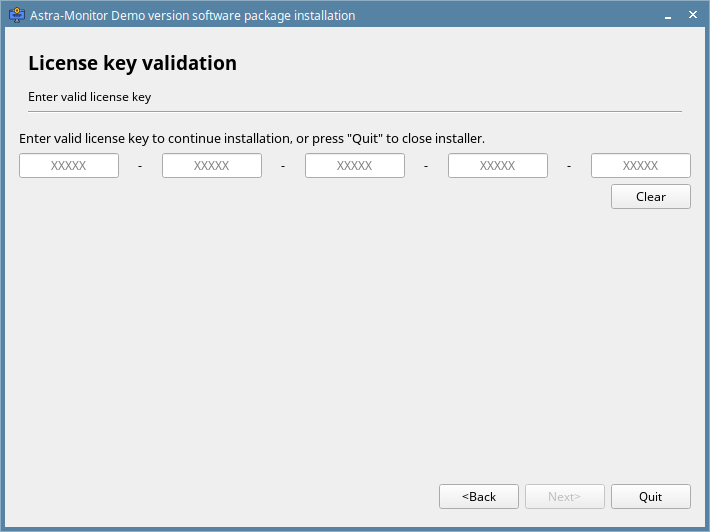 Astra-Monitor Demo version software package installation
License key validation
Enter valid license key
Enter valid license key to continue installation, or press "Quit" to close installer.
XXXXX - XXXXX - XXXXX - XXXXX - XXXXX
Clear
<Back Next> Quit